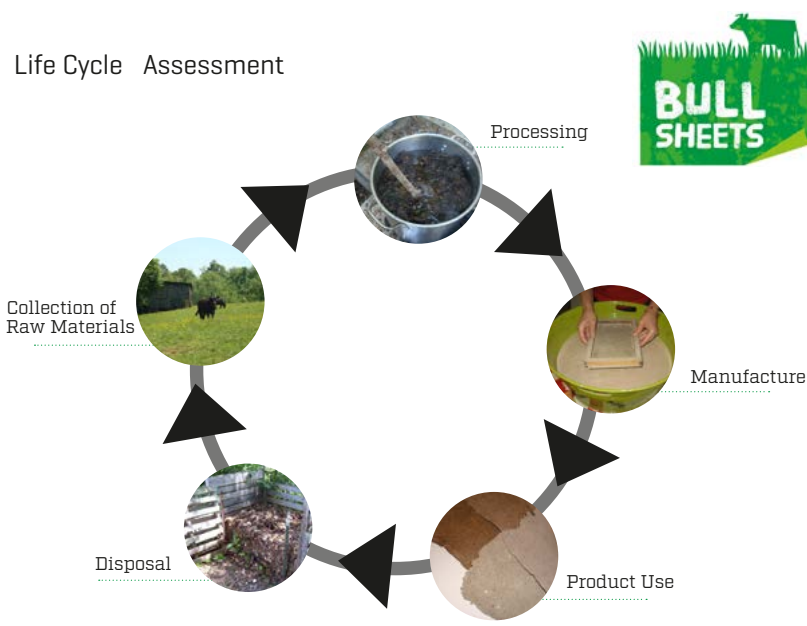 Life Cycle Assessment
BULL
SHEETS
Processing
Collection of
Raw Materials
Manufacture
Disposal
Product Use